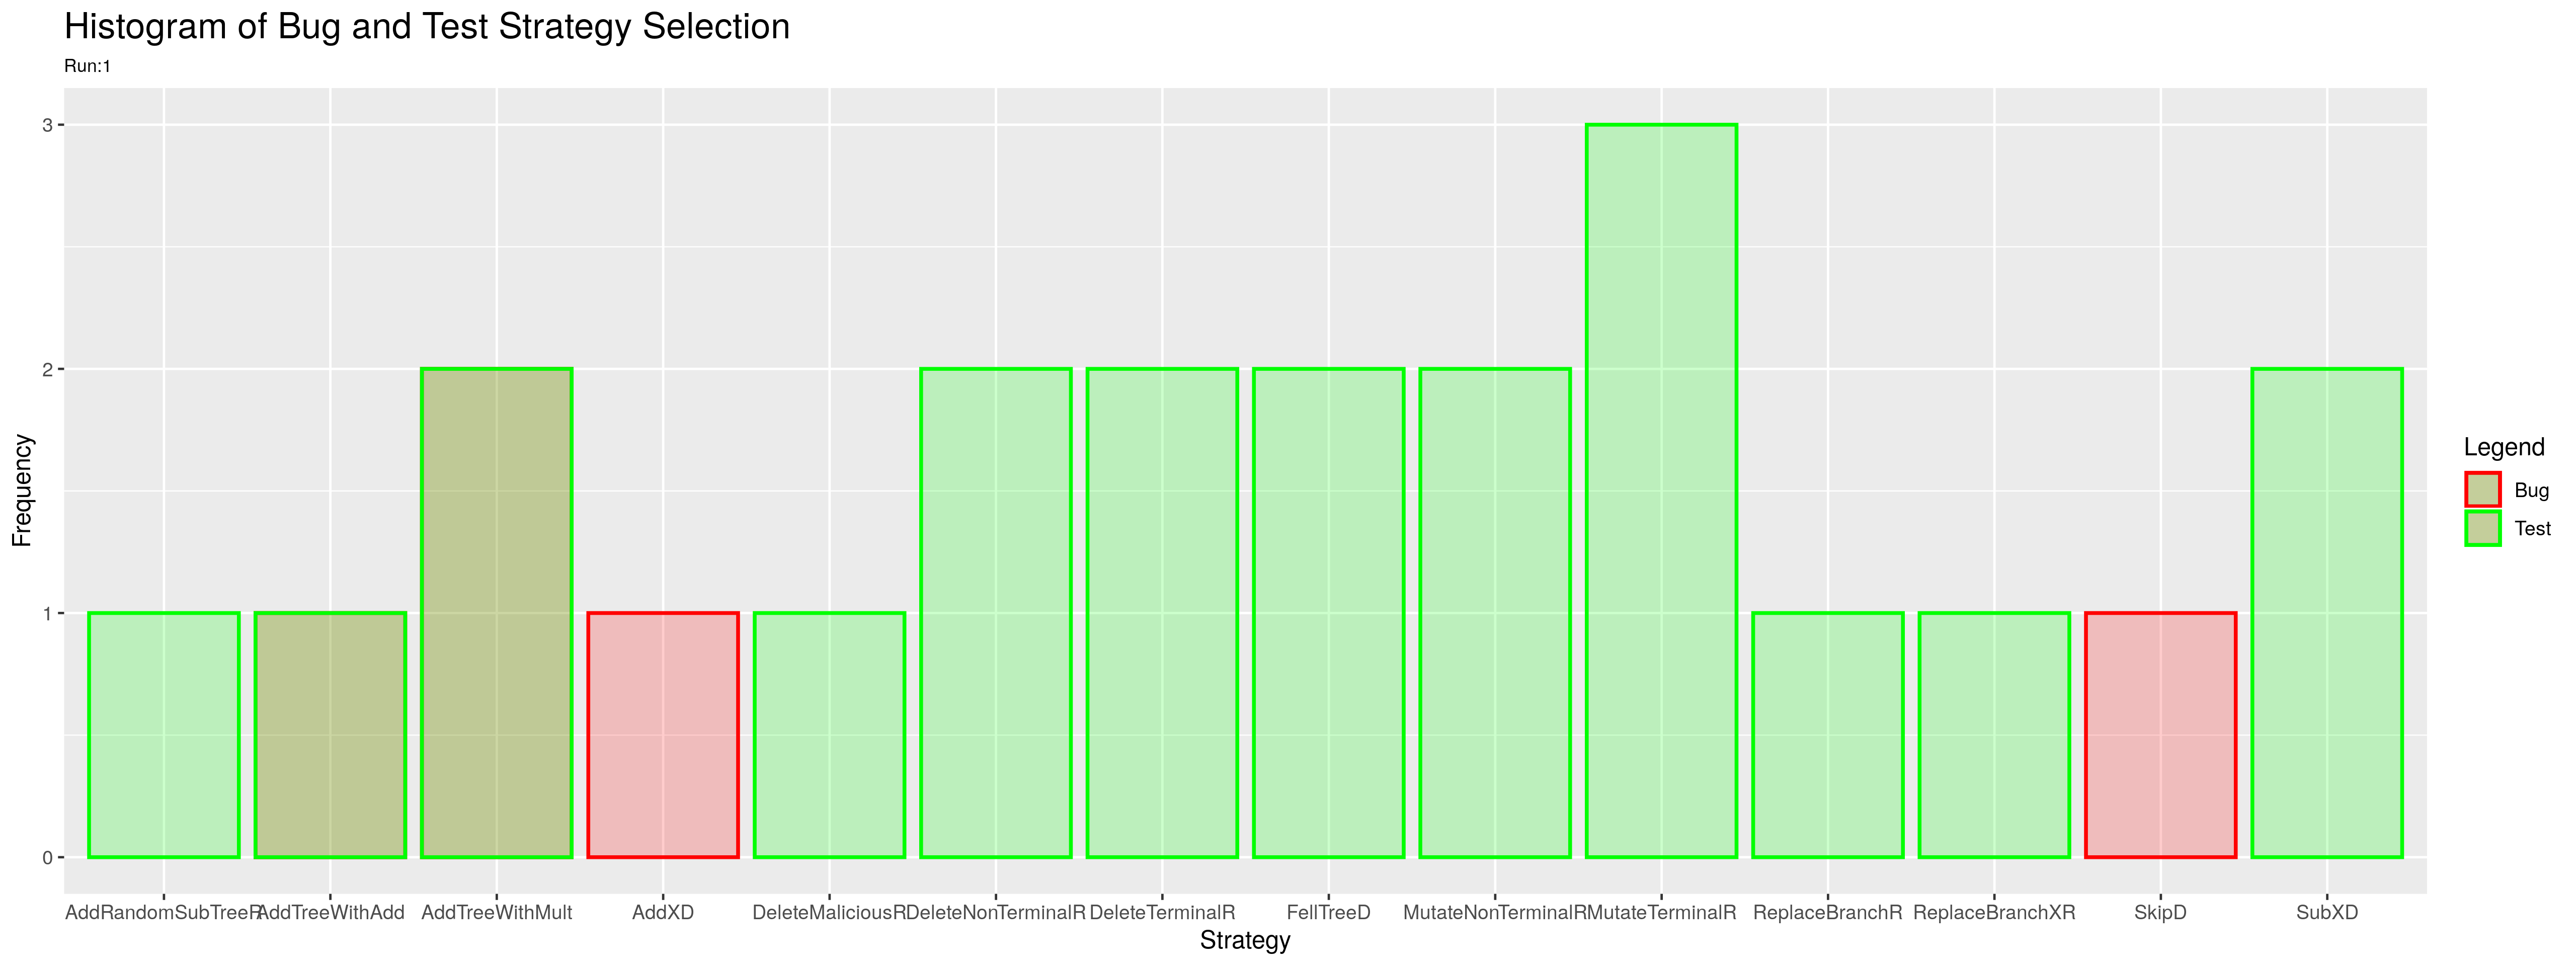 Histogram of Bug and Test Strategy Selection
Run:1
Frequency
3
2
1
0
AddRandomSubTreeR AddTreeWithAdd AddTreeWithMult AddXD DeleteMaliciousR DeleteNonTerminalR DeleteTerminalR FellTreeD MutateNonTerminalR MutateTerminalR ReplaceBranchR ReplaceBranchXR SkipD SubXD
Strategy
Legend
Bug
Test